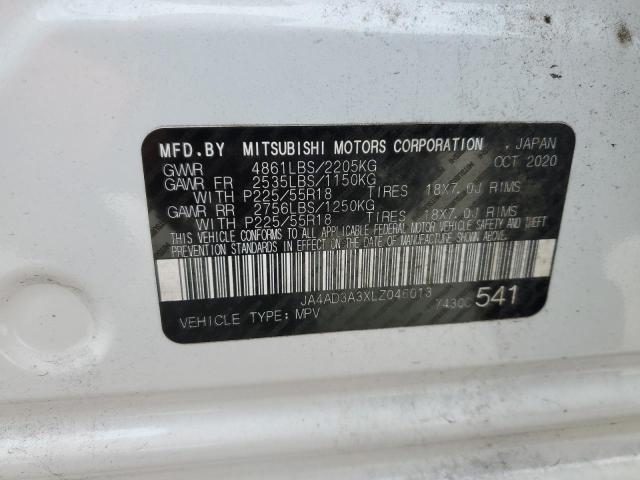 MFD.BY MITSUBISHI MOTORS CORPORATION , JAPAN
GVWR 4861LBS/2205KG OCT 2020
GAWR FR 2535LBS/1150KG
WITH P225/55R18 TIRES 18X7.0J RIMS
GAWR RR 2756LBS/1250KG
WITH P225/55R18 TIRES 18X7.0J RIMS
THIS VEHICLE CONFORMS TO ALL APPLICABLE FEDERAL MOTOR VEHICLE SAFETY AND THEFT
PREVENTION STANDARDS IN EFFECT ON THE DATE OF MANUFACTURE SHOWN ABOVE.
JA4AD3A3XLZ046013
VEHICLE TYPE: MPV 541